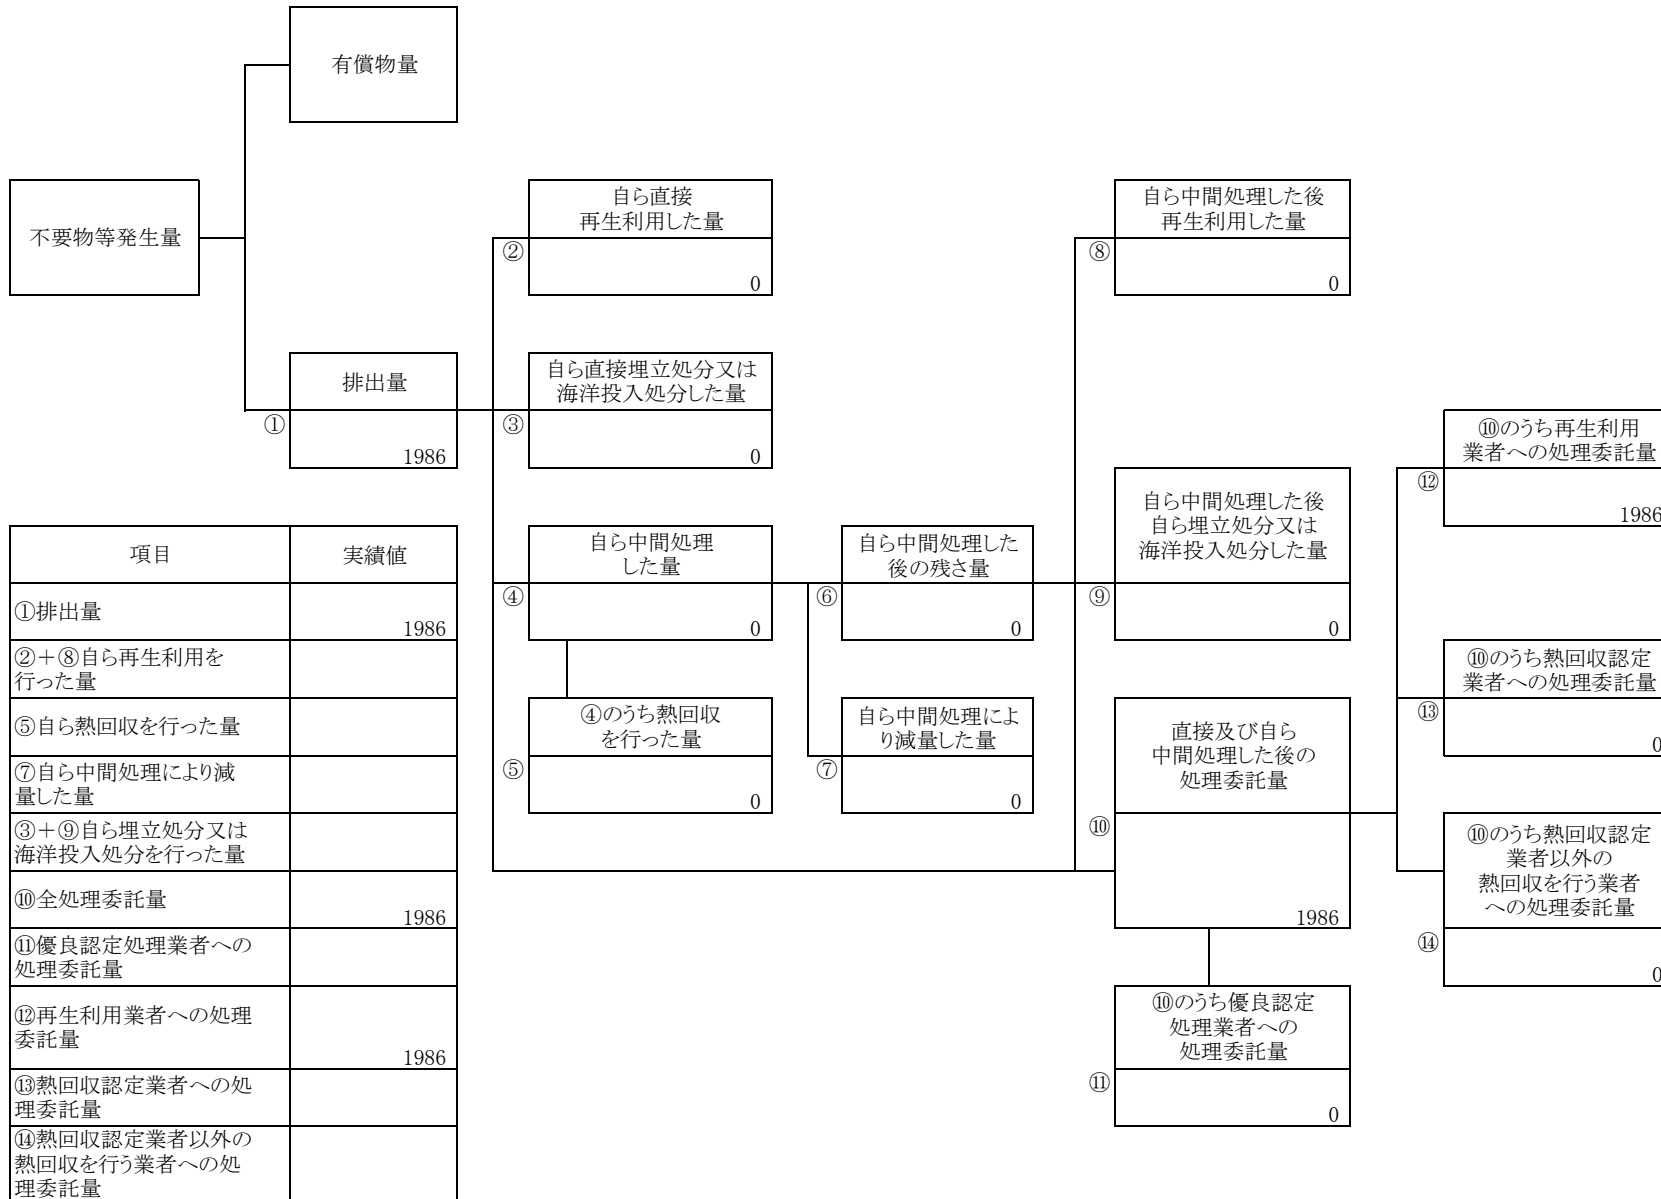 有償物量
不要物等発生量
自ら直接
再生利用した量
②
0
自ら中間処理した後
再生利用した量
⑧
0
排出量
①
1986
自ら直接埋立処分又は
海洋投入処分した量
③
0
⑩のうち再生利用
業者への処理委託量
⑫
1986
自ら中間処理
した量
④
0
自ら中間処理した
後の残さ量
⑥
0
自ら中間処理した後
自ら埋立処分又は
海洋投入処分した量
⑨
0
⑩のうち熱回収認定
業者への処理委託量
⑬
0
④のうち熱回収
を行った量
⑤
0
自ら中間処理によ
り減量した量
⑦
0
直接及び自ら
中間処理した後の
処理委託量
⑩
1986
⑩のうち熱回収認定
業者以外の
熱回収を行う業者
への処理委託量
⑭
0
⑩のうち優良認定
処理業者への
処理委託量
⑪
0
項目 実績値
①排出量 1986
②＋⑧自ら再生利用を
行った量
⑤自ら熱回収を行った量
⑦自ら中間処理により減
量した量
③＋⑨自ら埋立処分又は
海洋投入処分を行った量
⑩全処理委託量 1986
⑪優良認定処理業者への
処理委託量
⑫再生利用業者への処理
委託量 1986
⑬熱回収認定業者への処
理委託量
⑭熱回収認定業者以外の
熱回収を行う業者への処
理委託量